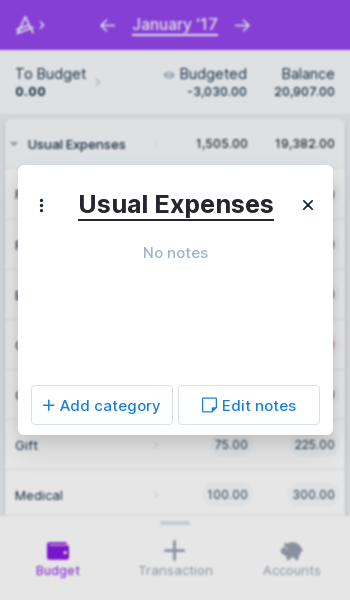 January '17
To Budget
Budgeted
Balance
0.00
-3,030.00
20,907.00
Usual Expenses
1,505.00
19,382.00
Usual Expenses
No notes
Add category
Edit notes
Gift
75.00
225.00
Medical
100.00
300.00
Budget
Transaction
Accounts